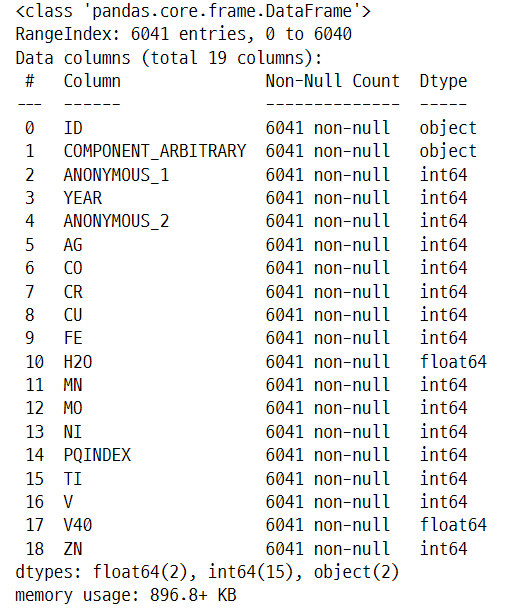 <class 'pandas.core.frame.DataFrame'>
RangeIndex: 6041 entries, 0 to 6040
Data columns (total 19 columns):
 #   Column               Non-Null Count  Dtype
---  ------               --------------  -----
 0   ID                   6041 non-null   object
 1   COMPONENT_ARBITRARY  6041 non-null   object
 2   ANONYMOUS_1          6041 non-null   int64
 3   YEAR                 6041 non-null   int64
 4   ANONYMOUS_2          6041 non-null   int64
 5   AG                   6041 non-null   int64
 6   CO                   6041 non-null   int64
 7   CR                   6041 non-null   int64
 8   CU                   6041 non-null   int64
 9   FE                   6041 non-null   int64
 10  H2O                  6041 non-null   float64
 11  MN                   6041 non-null   int64
 12  MO                   6041 non-null   int64
 13  NI                   6041 non-null   int64
 14  PQINDEX              6041 non-null   int64
 15  TI                   6041 non-null   int64
 16  V                    6041 non-null   int64
 17  V40                  6041 non-null   float64
 18  ZN                   6041 non-null   int64
dtypes: float64(2), int64(15), object(2)
memory usage: 896.8+ KB